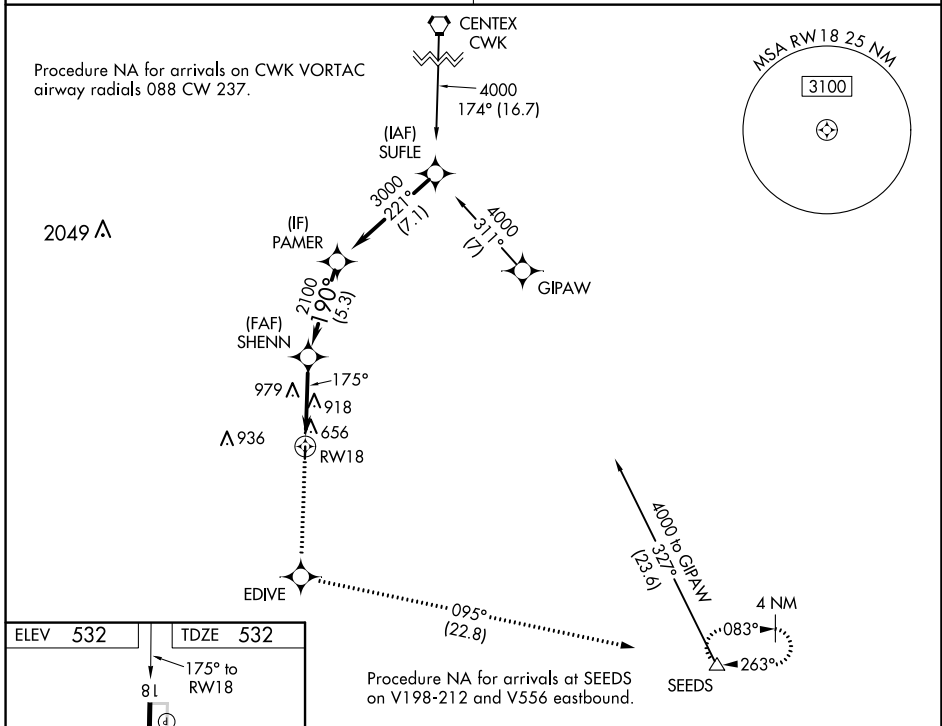 CENTEX
CWK
Procedure NA for arrivals on CWK VORTAC
airway radials 088 CW 237.
MSA RW18 25 NM
3100
4000
174° (16.7)
(IAF)
SUFLE
3000
221°
(7.1)
4000
311°
(7)
2049
(IF)
PAMER
GIPAW
2100
190°
(5.3)
(FAF)
SHENN
175°
979
918
656
936
RW18
4000 to GIPAW
327°
(23.6)
EDIVE
095°
(22.8)
4 NM
083°
263°
SEEDS
Procedure NA for arrivals at SEEDS
on V198-212 and V556 eastbound.
ELEV 532
TDZE 532
175° to
RW18
18
P